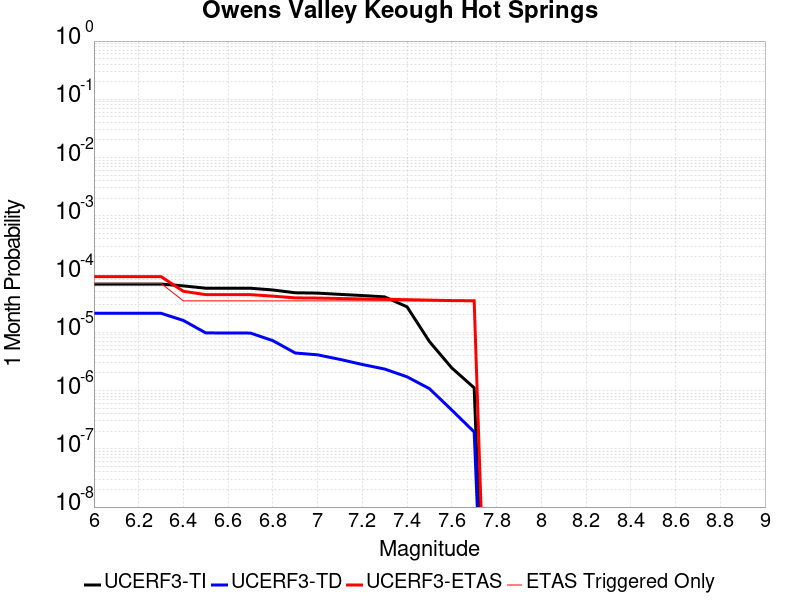 Owens Valley Keough Hot Springs
10^0
10^-1
10^-2
10^-3
10^-4
10^-5
10^-6
10^-7
10^-8
1 Month Probability
6 6.2 6.4 6.6 6.8 7 7.2 7.4 7.6 7.8 8 8.2 8.4 8.6 8.8 9
Magnitude
UCERF3-TI UCERF3-TD UCERF3-ETAS ETAS Triggered Only